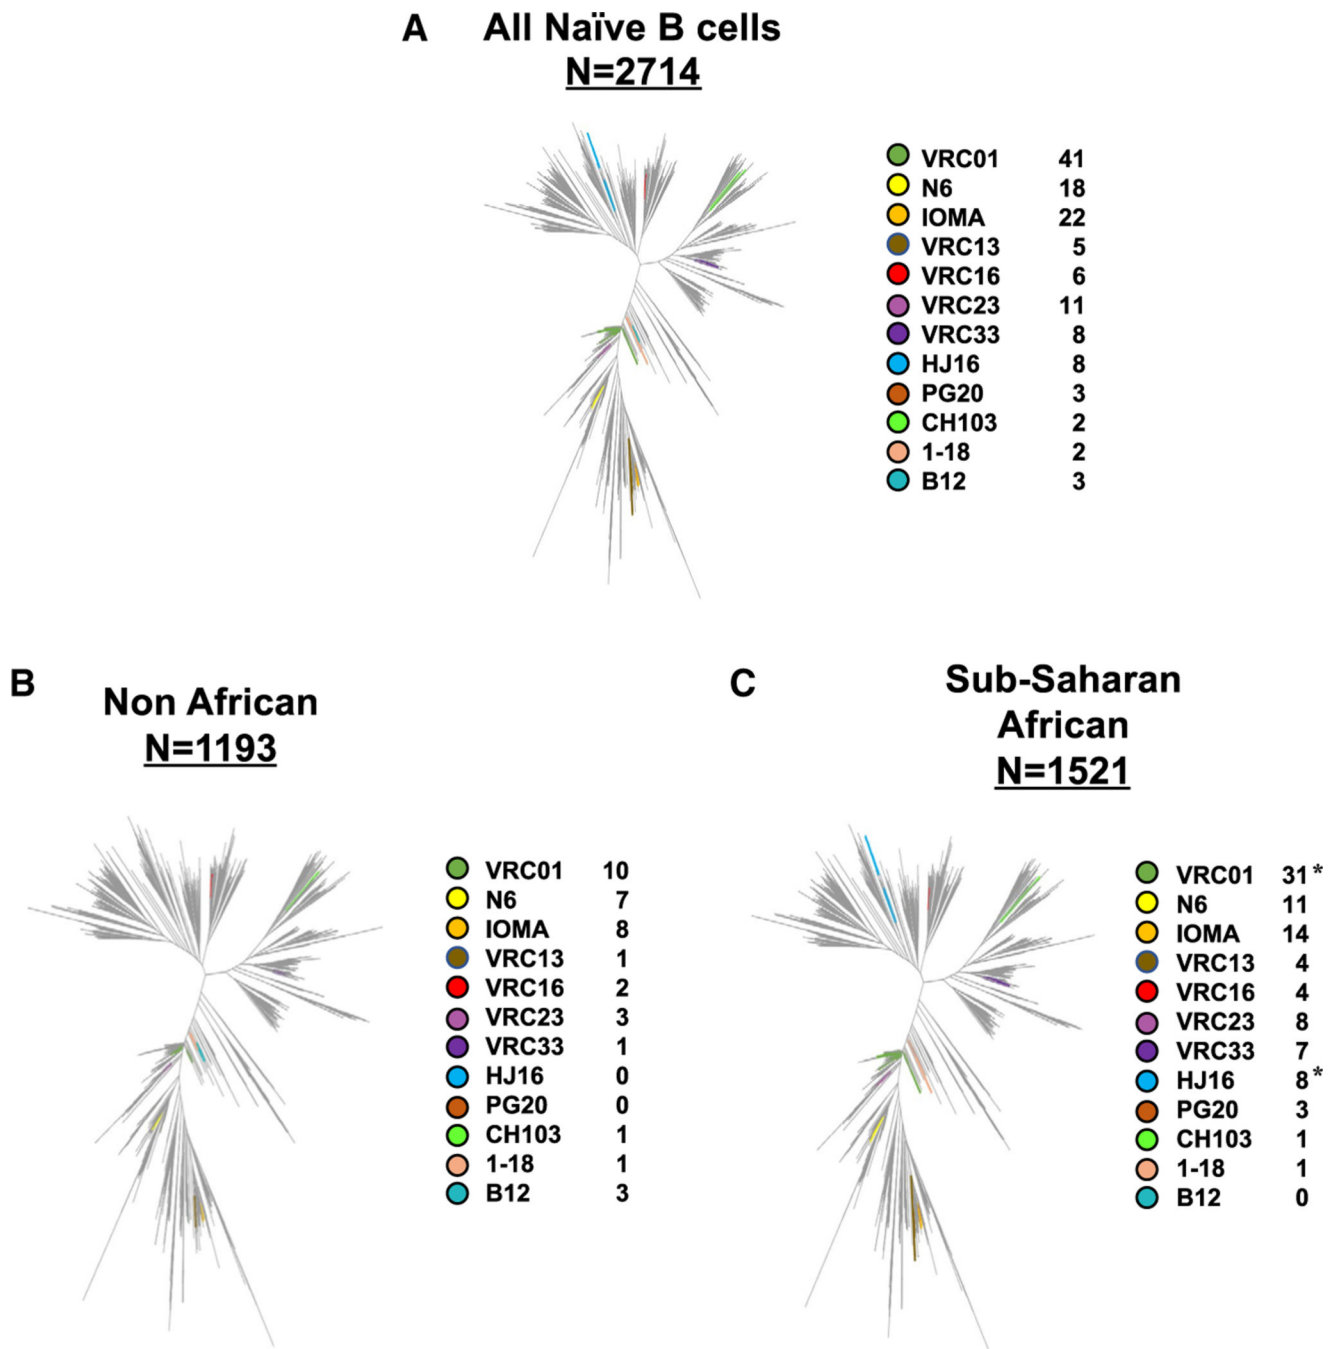 A
All Naïve B cells
N=2714
VRC01 41
N6 18
IOMA 22
VRC13 5
VRC16 6
VRC23 11
VRC33 8
HJ16 8
PG20 3
CH103 2
1-18 2
B12 3
B
Non African
N=1193
VRC01 10
N6 7
IOMA 8
VRC13 1
VRC16 2
VRC23 3
VRC33 1
HJ16 0
PG20 0
CH103 1
1-18 1
B12 3
C
Sub-Saharan
African
N=1521
VRC01 31*
N6 11
IOMA 14
VRC13 4
VRC16 4
VRC23 8
VRC33 7
HJ16 8*
PG20 3
CH103 1
1-18 1
B12 0